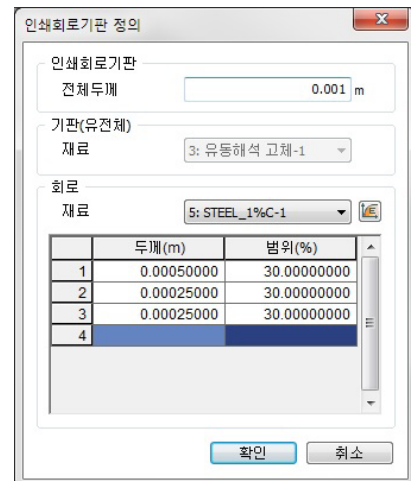 인쇄회로기판 정의
인쇄회로기판
전체두께 0.001 m
기판(유전체)
재료 3: 유동해석 고체-1
회로
재료 5: STEEL_1%C-1
두께(m) 범위(%)
1 0.00050000 30.00000000
2 0.00025000 30.00000000
3 0.00025000 30.00000000
4
확인 취소